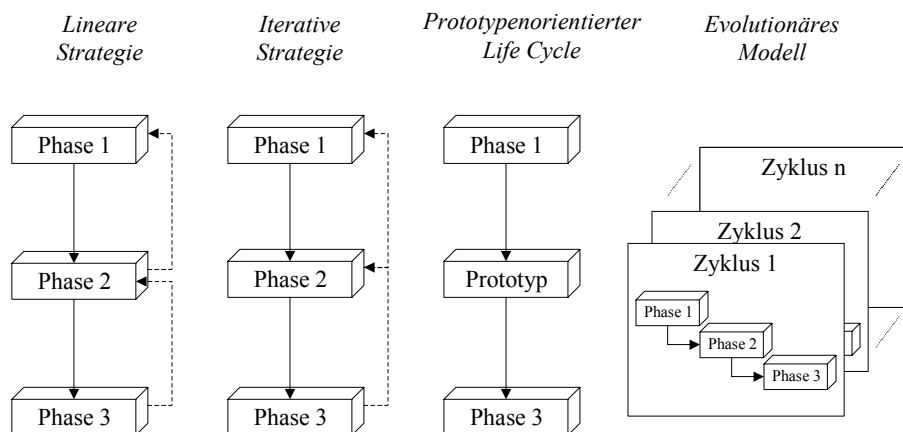 Lineare
Strategie
Iterative
Strategie
Prototypenorientierter
Life Cycle
Evolutionäres
Modell
Phase 1
Phase 2
Phase 3
Phase 1
Phase 2
Phase 3
Phase 1
Prototyp
Phase 3
Zyklus n
Zyklus 2
Zyklus 1
Phase 1
Phase 2
Phase 3